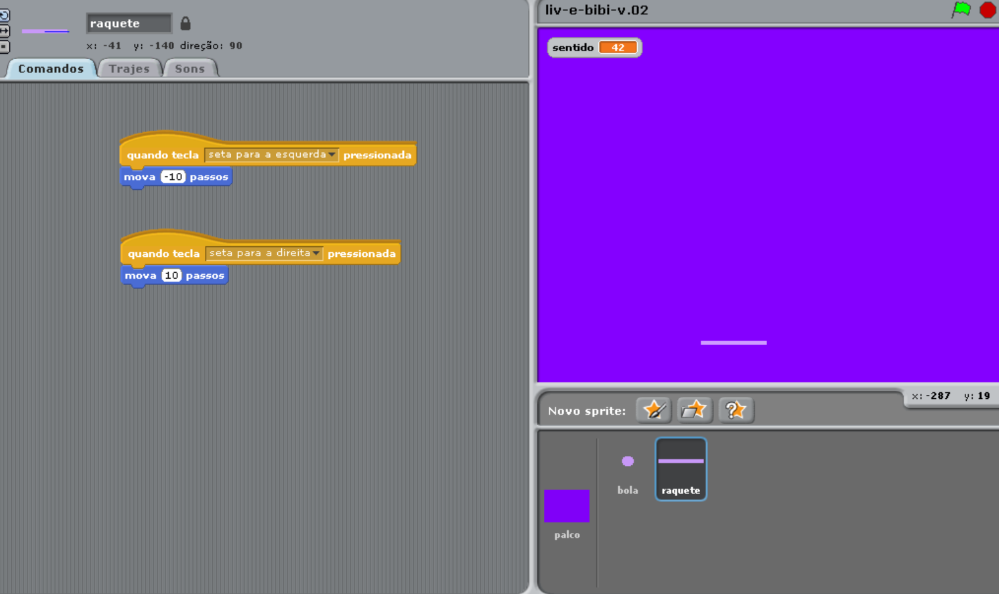 raquete
x: -41 y: -140 direção: 90
Comandos Trajes Sons
quando tecla seta para a esquerda pressionada
mova -10 passos
quando tecla seta para a direita pressionada
mova 10 passos
liv-e-bibi-v.02
sentido 42
x: -287 y: 19
Novo sprite:
bola raquete
palco